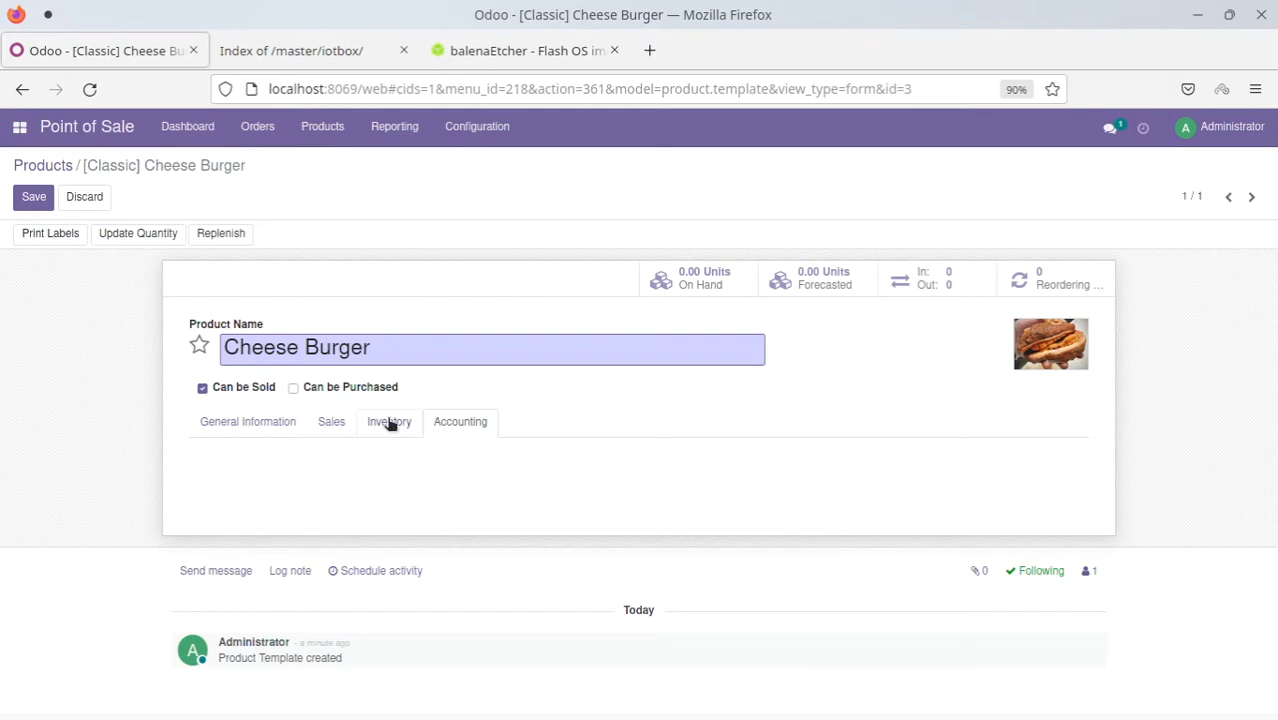 Odoo - [Classic] Cheese Burger — Mozilla Firefox
Odoo - [Classic] Cheese Bu
Index of /master/iotbox/
balenaEtcher - Flash OS im
localhost:8069/web#cids=1&menu_id=218&action=361&model=product.template&view_type=form&id=3
90%
Point of Sale
Dashboard
Orders
Products
Reporting
Configuration
1
A
Administrator
Products / [Classic] Cheese Burger
Save
Discard
1 / 1
Print Labels
Update Quantity
Replenish
0.00 Units
On Hand
0.00 Units
Forecasted
In: 0
Out: 0
0
Reordering ...
Product Name
Cheese Burger
Can be Sold
Can be Purchased
General Information
Sales
Inventory
Accounting
Send message
Log note
Schedule activity
0
Following
1
Today
A
Administrator - a minute ago
Product Template created